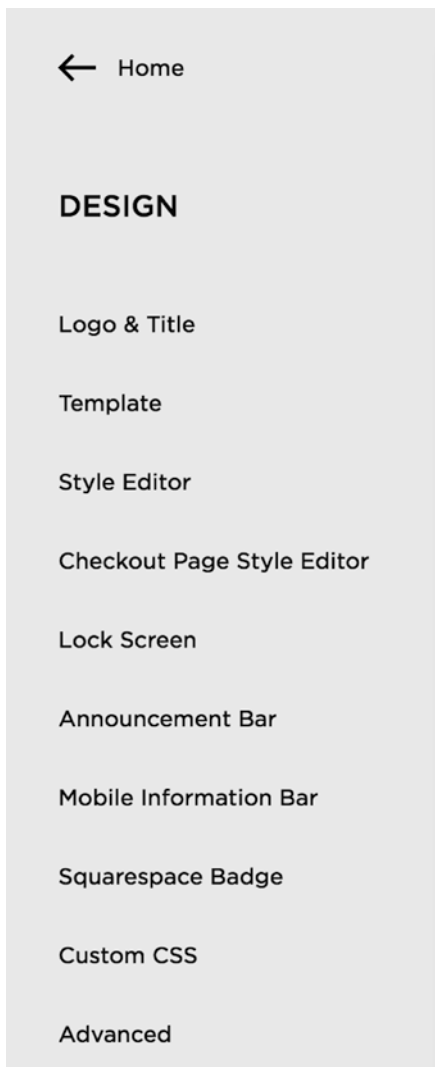 Home
DESIGN
Logo & Title
Template
Style Editor
Checkout Page Style Editor
Lock Screen
Announcement Bar
Mobile Information Bar
Squarespace Badge
Custom CSS
Advanced